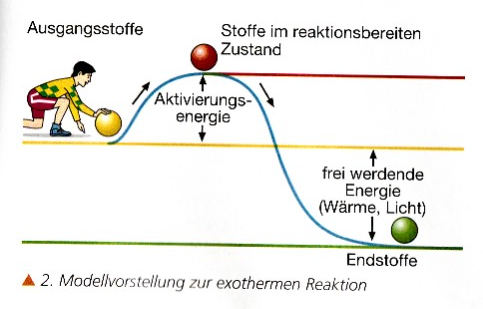 Ausgangsstoffe
Stoffe im reaktionsbereiten
Zustand
Aktivierungs-
energie
frei werdende
Energie
(Wärme, Licht)
Endstoffe
▲ 2. Modellvorstellung zur exothermen Reaktion